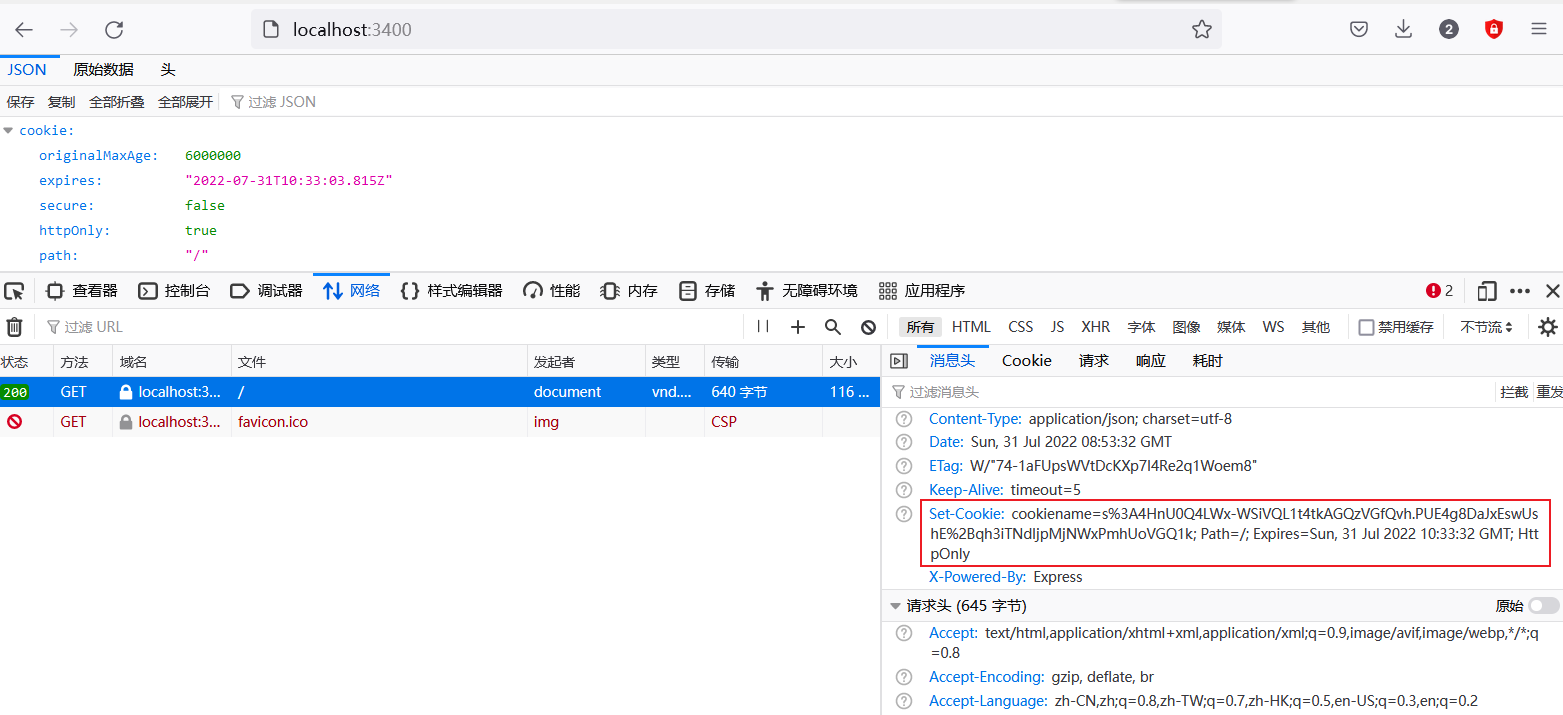 localhost:3400
2
JSON 原始数据 头
保存 复制 全部折叠 全部展开 过滤 JSON
cookie:
originalMaxAge: 6000000
expires: "2022-07-31T10:33:03.815Z"
secure: false
httpOnly: true
path: "/"
查看器 控制台 调试器 网络 样式编辑器 性能 内存 存储 无障碍环境 应用程序 2
过滤 URL 所有 HTML CSS JS XHR 字体 图像 媒体 WS 其他 禁用缓存 不节流
状态 方法 域名 文件 发起者 类型 传输 大小
200 GET localhost:3... / document vnd.... 640 字节 116 ...
GET localhost:3... favicon.ico img CSP
消息头 Cookie 请求 响应 耗时
过滤消息头 拦截 重发
Content-Type: application/json; charset=utf-8
Date: Sun, 31 Jul 2022 08:53:32 GMT
ETag: W/"74-1aFUpsWVtDcKXp7I4Re2q1Woem8"
Keep-Alive: timeout=5
Set-Cookie: cookiename=s%3A4HnU0Q4LWx-WSiVQL1t4tkAGQzVGfQvh.PUE4g8DaJxEswUs
hE%2Bqh3iTNdljpMjNWxPmhUoVGQ1k; Path=/; Expires=Sun, 31 Jul 2022 10:33:32 GMT; Htt
pOnly
X-Powered-By: Express
请求头 (645 字节) 原始
Accept: text/html,application/xhtml+xml,application/xml;q=0.9,image/avif,image/webp,*/*;q
=0.8
Accept-Encoding: gzip, deflate, br
Accept-Language: zh-CN,zh;q=0.8,zh-TW;q=0.7,zh-HK;q=0.5,en-US;q=0.3,en;q=0.2